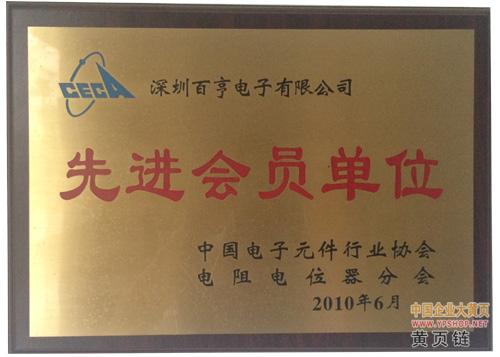 CECA
深圳百亨电子有限公司
先进会员单位
中国电子元件行业协会
电阻电位器分会
2010年6月
中国企业大黄页
www.YPSHOP.NET
黄页链